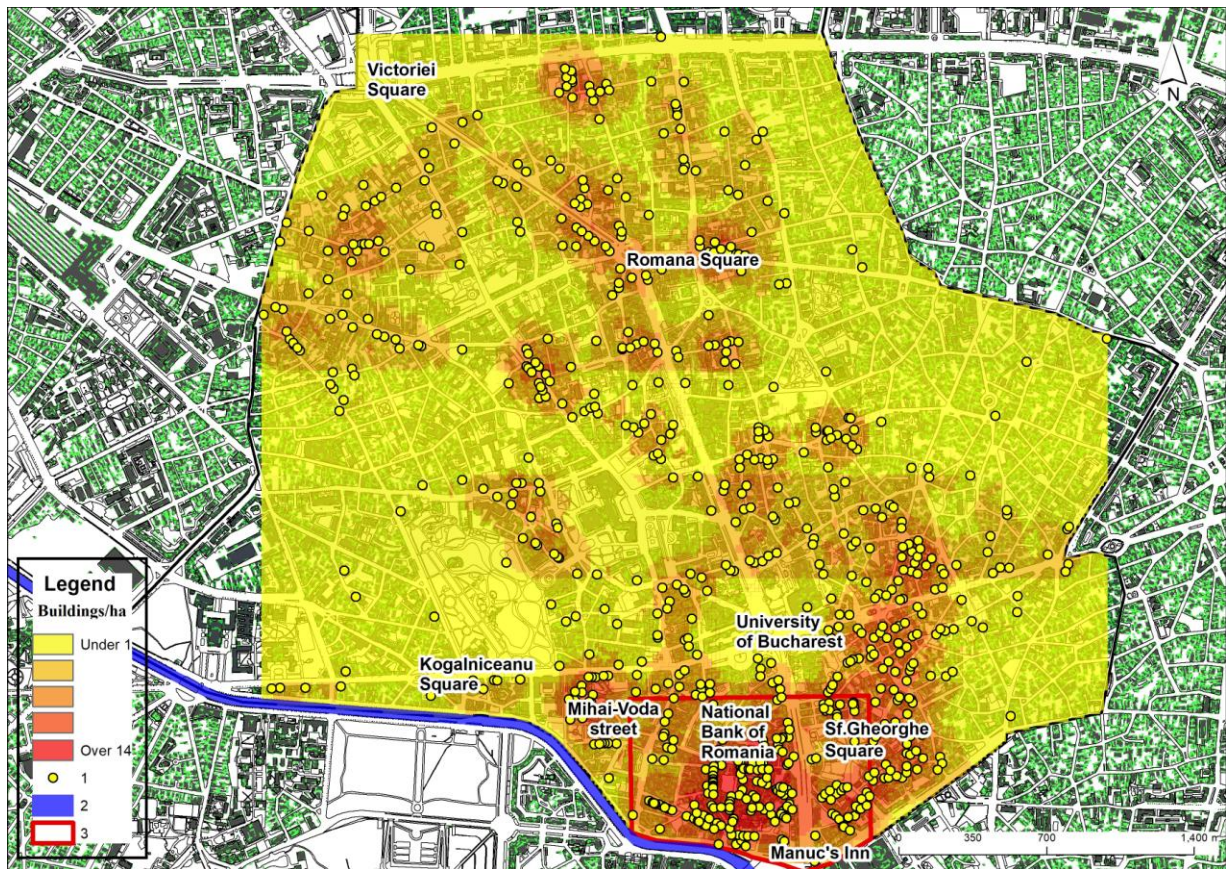 Victoriei
Square
N
Romana Square
University
of Bucharest
Kogalniceanu
Square
Mihai-Voda
street
National
Bank of
Romania
Sf.Gheorghe
Square
Manuc's Inn
0 350 700 1,400 m
Legend
Buildings/ha
Under 1
Over 14
1
2
3